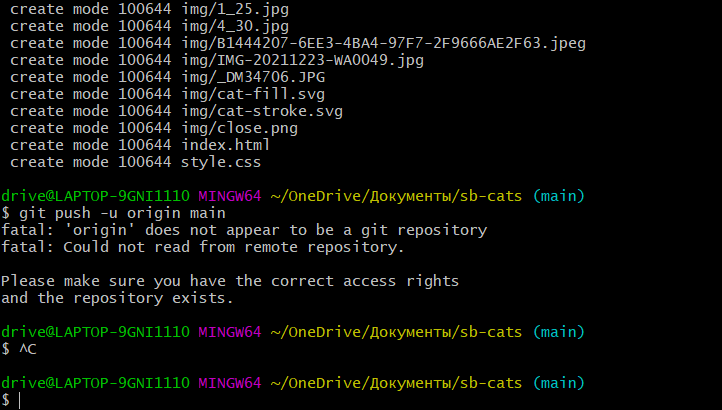 create mode 100644 img/1_25.jpg
create mode 100644 img/4_30.jpg
create mode 100644 img/B1444207-6EE3-4BA4-97F7-2F9666AE2F63.jpeg
create mode 100644 img/IMG-20211223-WA0049.jpg
create mode 100644 img/_DM34706.JPG
create mode 100644 img/cat-fill.svg
create mode 100644 img/cat-stroke.svg
create mode 100644 img/close.png
create mode 100644 index.html
create mode 100644 style.css
drive@LAPTOP-9GNI1110 MINGW64 ~/OneDrive/Документы/sb-cats (main)
$ git push -u origin main
fatal: 'origin' does not appear to be a git repository
fatal: Could not read from remote repository.
Please make sure you have the correct access rights
and the repository exists.
drive@LAPTOP-9GNI1110 MINGW64 ~/OneDrive/Документы/sb-cats (main)
$ ^C
drive@LAPTOP-9GNI1110 MINGW64 ~/OneDrive/Документы/sb-cats (main)
$